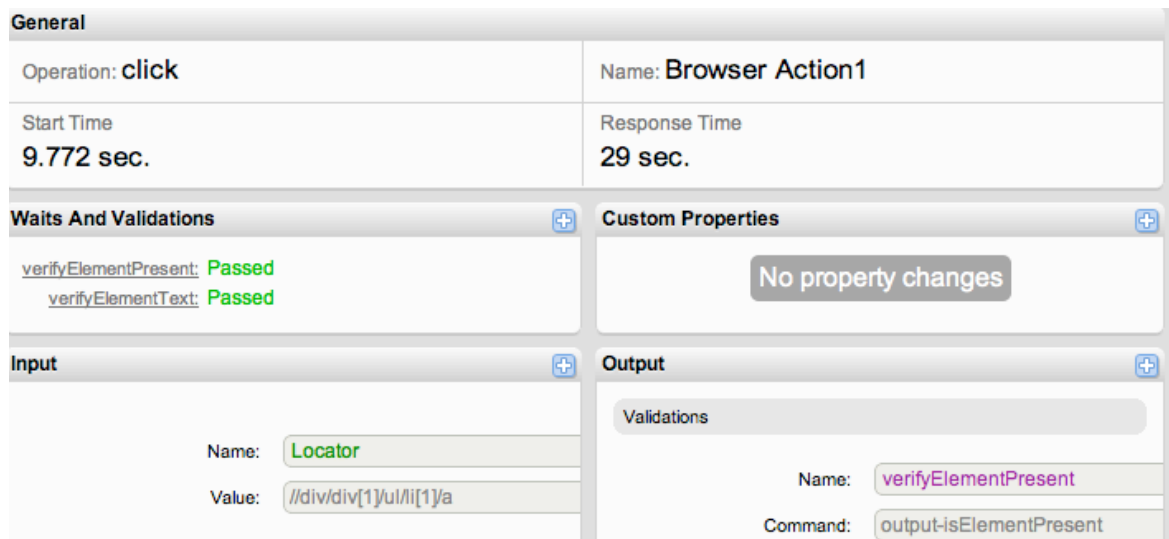 General
Operation: click
Name: Browser Action1
Start Time
9.772 sec.
Response Time
29 sec.
Waits And Validations
verifyElementPresent: Passed
verifyElementText: Passed
Custom Properties
No property changes
Input
Name: Locator
Value: //div/div[1]/ul/li[1]/a
Output
Validations
Name: verifyElementPresent
Command: output-isElementPresent